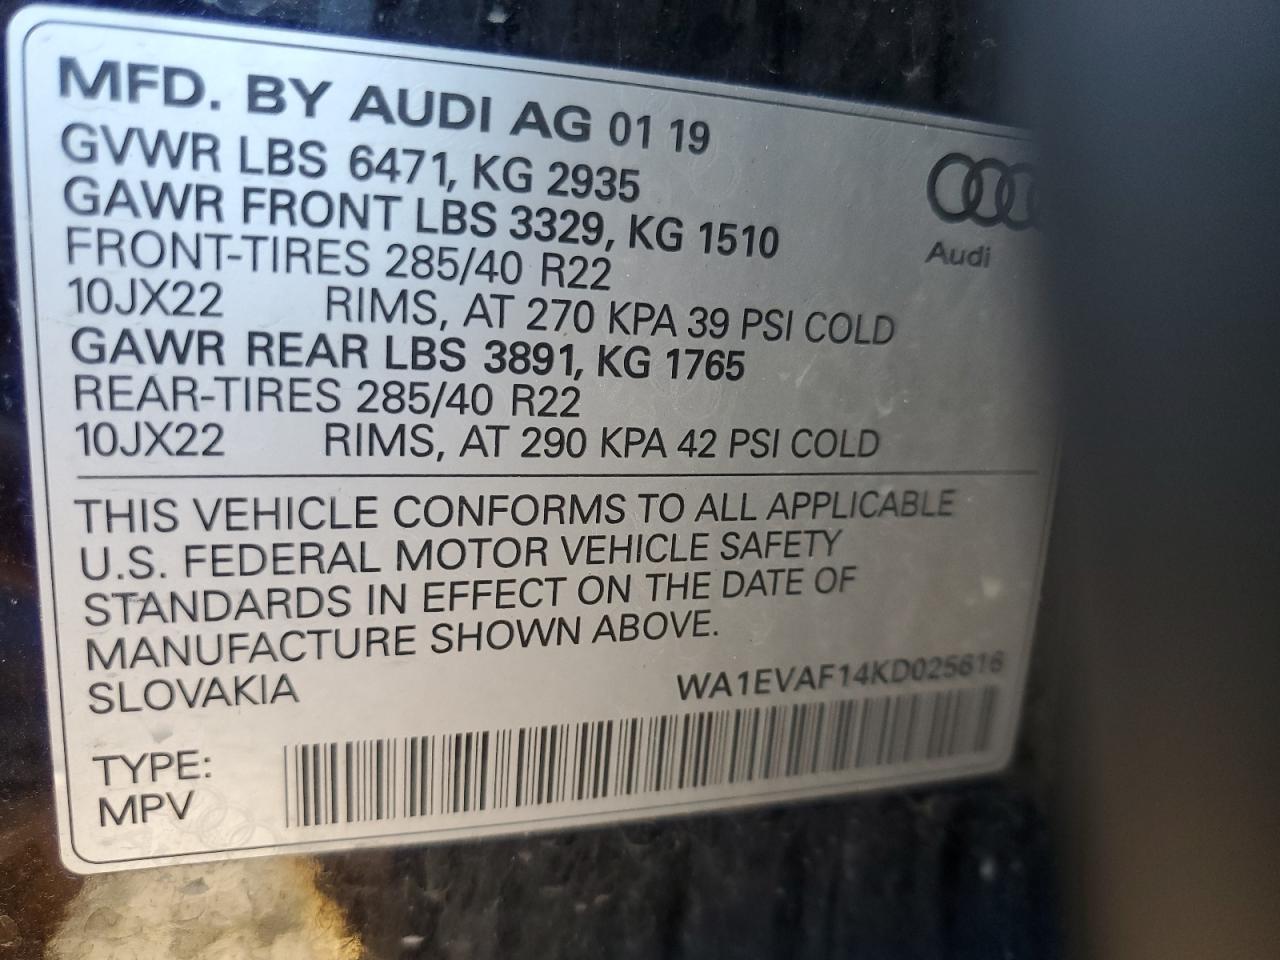 MFD. BY AUDI AG 01 19
GVWR LBS 6471, KG 2935
GAWR FRONT LBS 3329, KG 1510
FRONT-TIRES 285/40 R22
10JX22 RIMS, AT 270 KPA 39 PSI COLD
GAWR REAR LBS 3891, KG 1765
REAR-TIRES 285/40 R22
10JX22 RIMS, AT 290 KPA 42 PSI COLD
Audi
THIS VEHICLE CONFORMS TO ALL APPLICABLE
U.S. FEDERAL MOTOR VEHICLE SAFETY
STANDARDS IN EFFECT ON THE DATE OF
MANUFACTURE SHOWN ABOVE.
SLOVAKIA WA1EVAF14KD025616
TYPE:
MPV